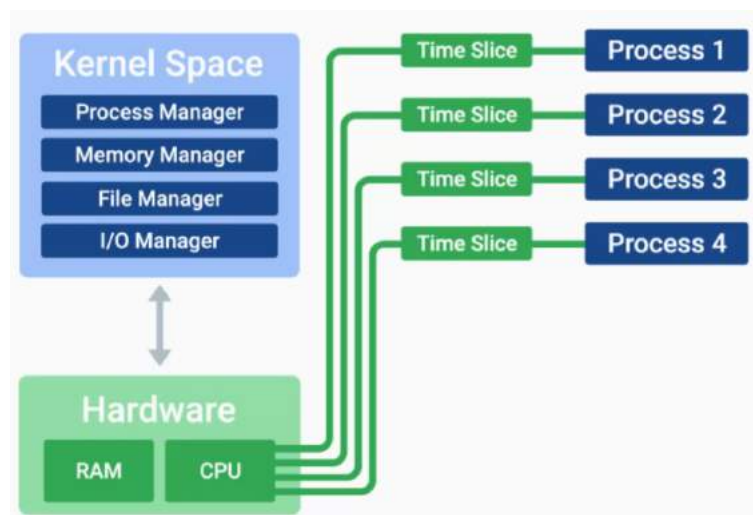 Kernel Space
Process Manager
Memory Manager
File Manager
I/O Manager
Hardware
RAM
CPU
Time Slice
Process 1
Time Slice
Process 2
Time Slice
Process 3
Time Slice
Process 4